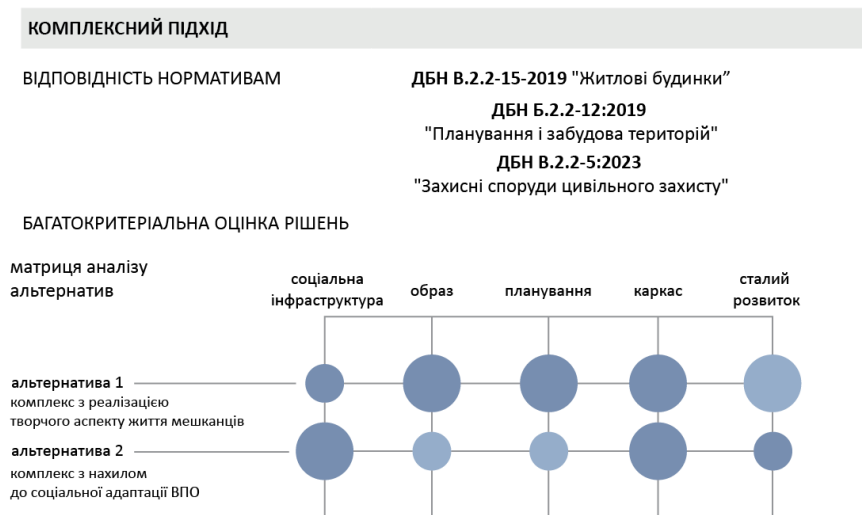 КОМПЛЕКСНИЙ ПІДХІД
ВІДПОВІДНІСТЬ НОРМАТИВАМ
ДБН В.2.2-15-2019 "Житлові будинки”
ДБН Б.2.2-12:2019
"Планування і забудова територій"
ДБН В.2.2-5:2023
"Захисні споруди цивільного захисту"
БАГАТОКРИТЕРІАЛЬНА ОЦІНКА РІШЕНЬ
матриця аналізу
альтернатив
соціальна
інфраструктура
образ
планування
каркас
сталий
розвиток
альтернатива 1
комплекс з реалізацією
творчого аспекту життя мешканців
альтернатива 2
комплекс з нахилом
до соціальної адаптації ВПО